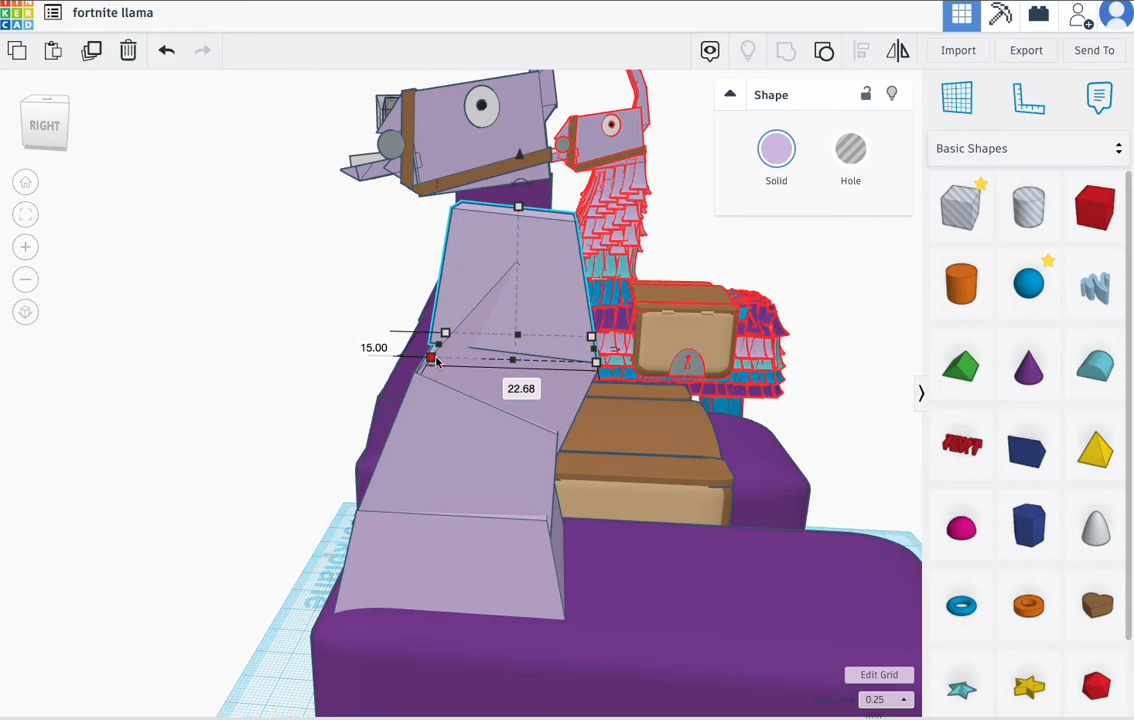 TIN
KER
CAD
fortnite llama
Import
Export
Send To
RIGHT
Shape
Solid
Hole
Basic Shapes
15.00
22.68
TEXT
Edit Grid
0.25